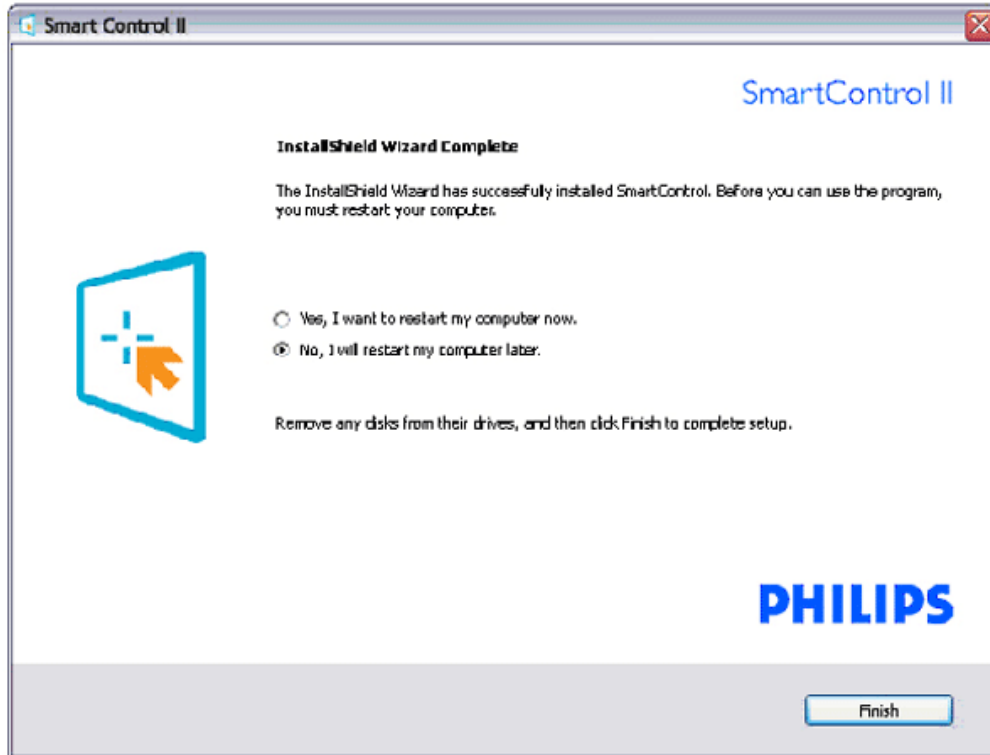 Smart Control II
SmartControl II
InstallShield Wizard Complete
The InstallShield Wizard has successfully installed SmartControl. Before you can use the program,
you must restart your computer.
Yes, I want to restart my computer now.
No, I will restart my computer later.
Remove any disks from their drives, and then click Finish to complete setup.
PHILIPS
Finish